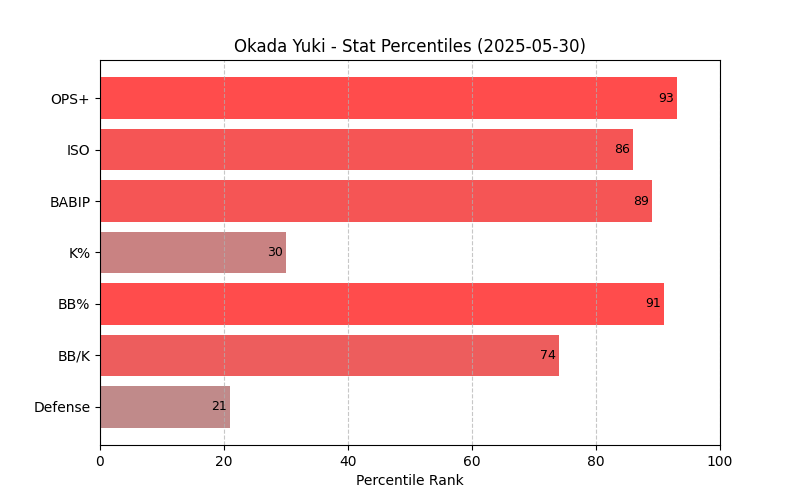 Okada Yuki - Stat Percentiles (2025-05-30)
OPS+ 93
ISO 86
BABIP 89
K% 30
BB% 91
BB/K 74
Defense 21
0 20 40 60 80 100
Percentile Rank